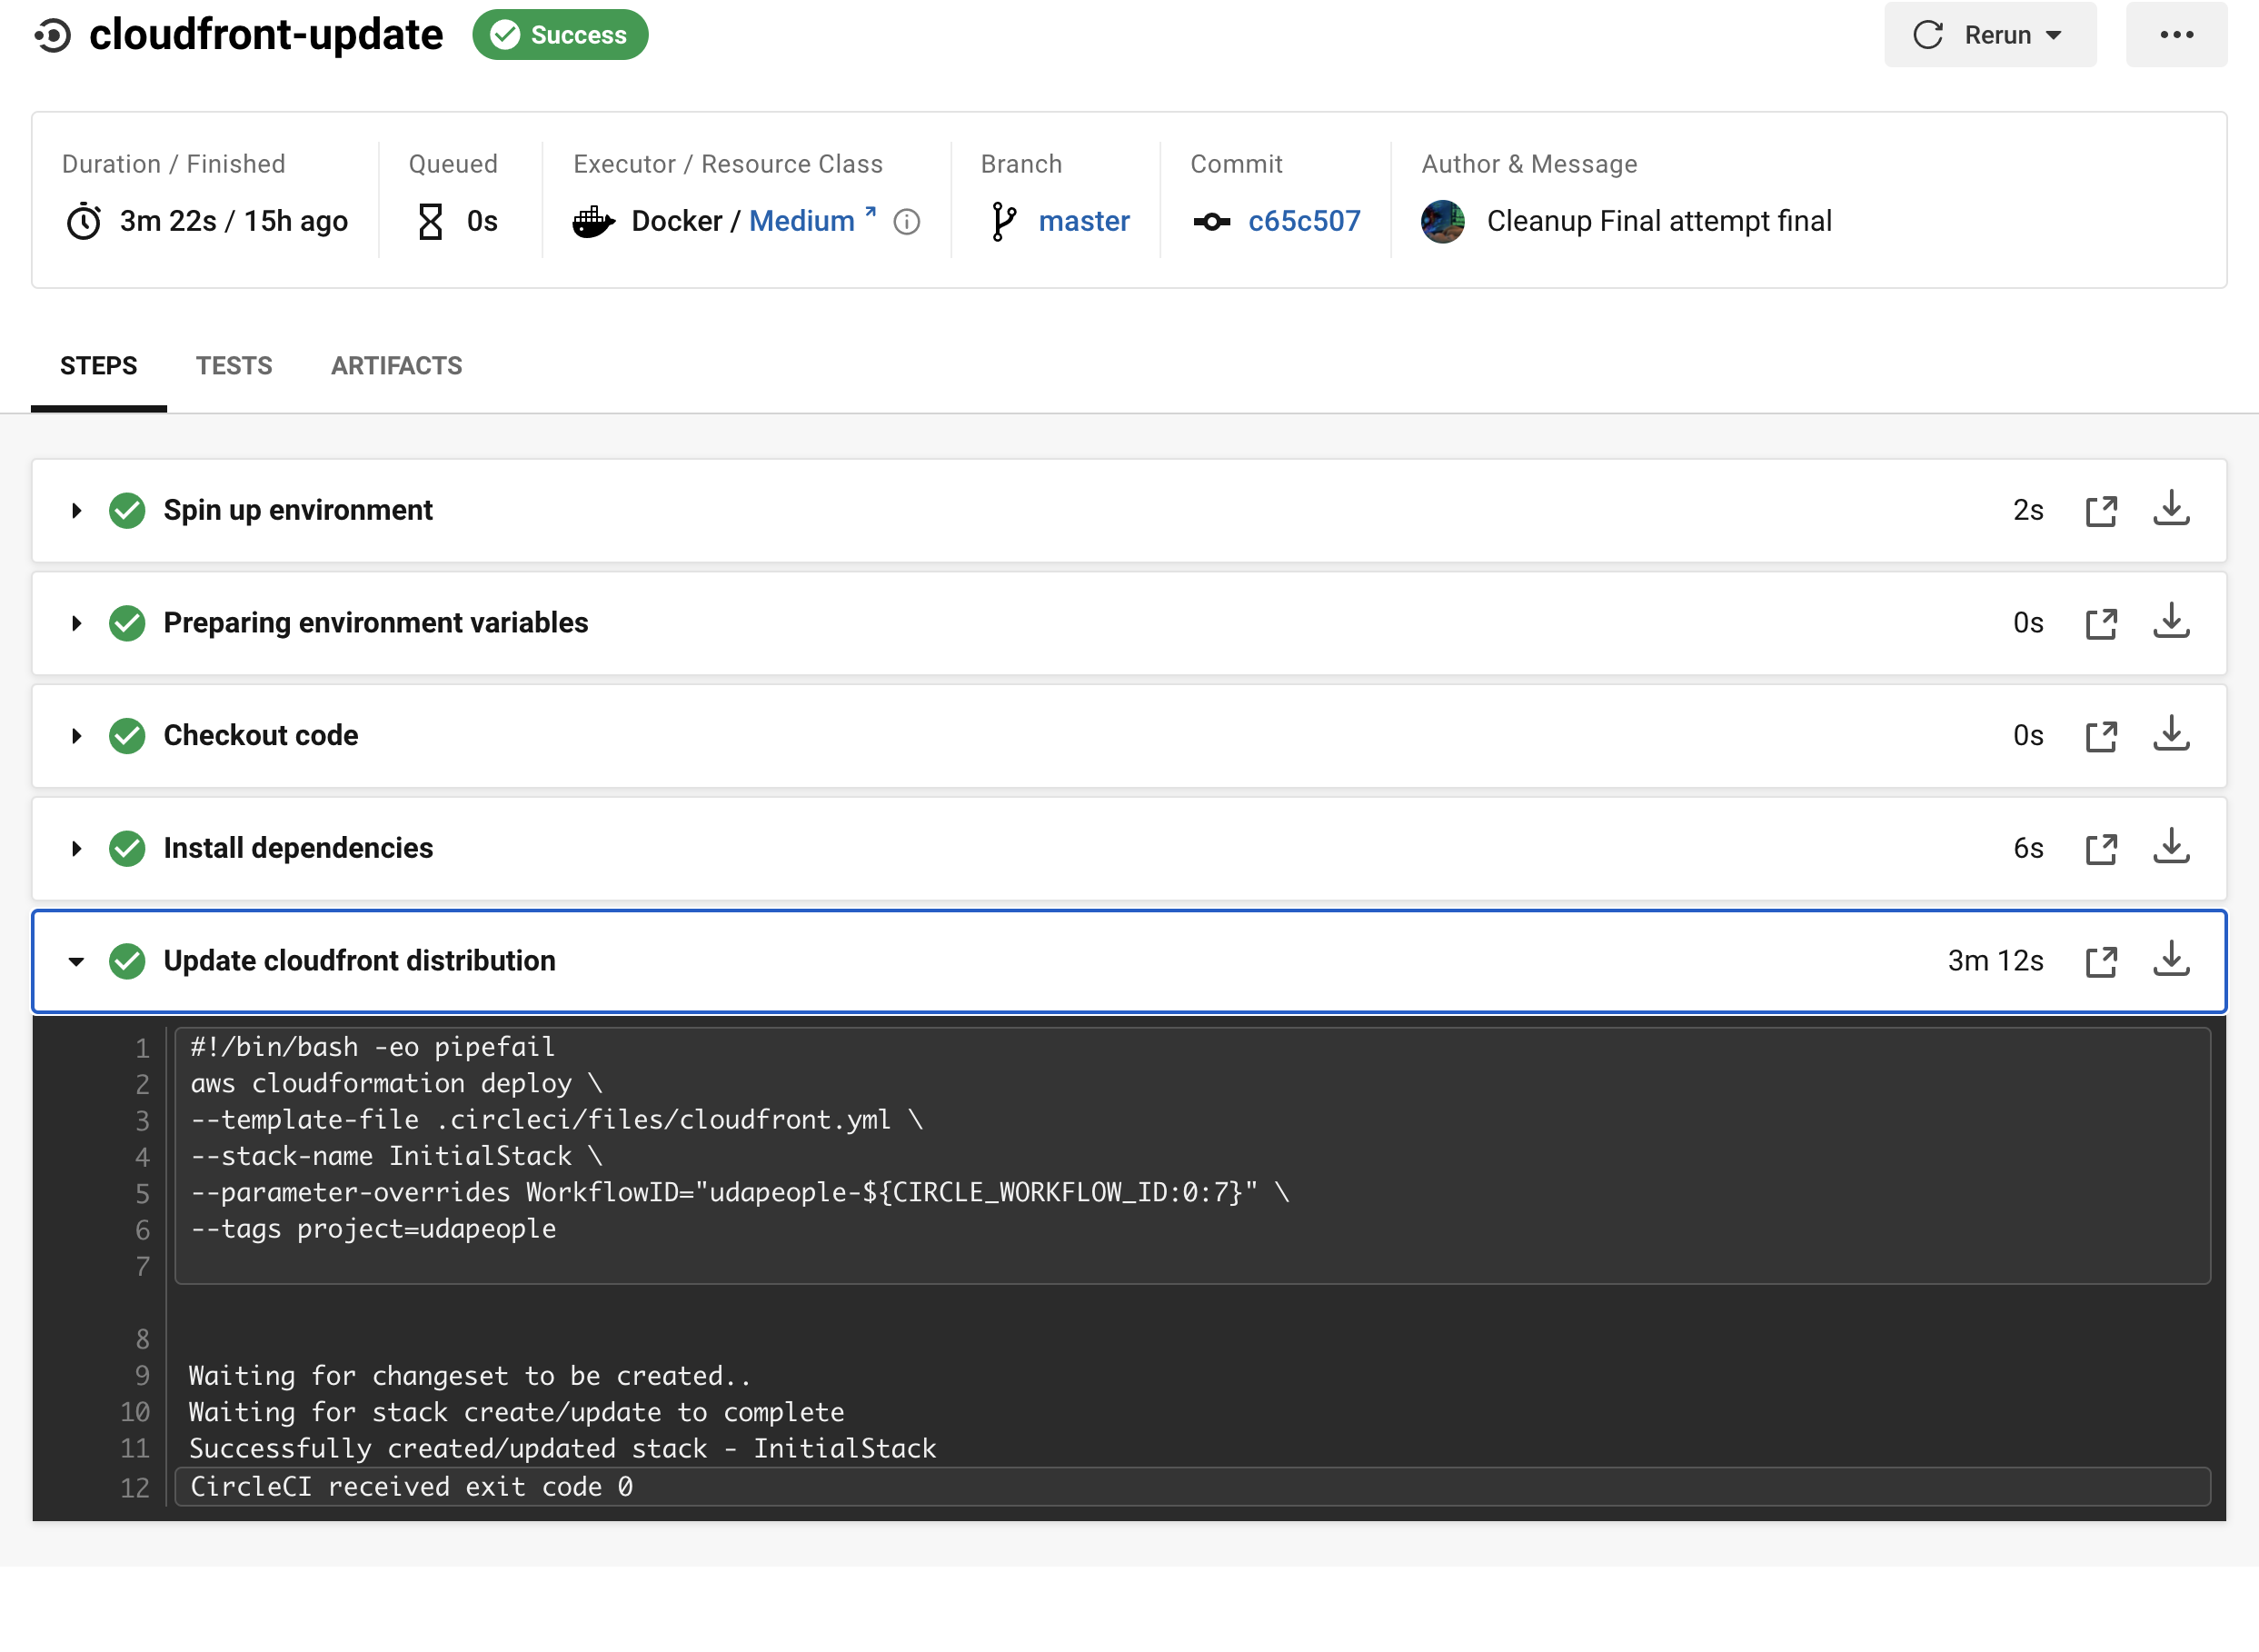 cloudfront-update Success Rerun
Duration / Finished Queued Executor / Resource Class Branch Commit Author & Message
3m 22s / 15h ago 0s Docker / Medium master c65c507 Cleanup Final attempt final
STEPS TESTS ARTIFACTS
Spin up environment 2s
Preparing environment variables 0s
Checkout code 0s
Install dependencies 6s
Update cloudfront distribution 3m 12s
1 #!/bin/bash -eo pipefail
2 aws cloudformation deploy \
3 --template-file .circleci/files/cloudfront.yml \
4 --stack-name InitialStack \
5 --parameter-overrides WorkflowID="udapeople-${CIRCLE_WORKFLOW_ID:0:7}" \
6 --tags project=udapeople
7
8
9 Waiting for changeset to be created..
10 Waiting for stack create/update to complete
11 Successfully created/updated stack - InitialStack
12 CircleCI received exit code 0